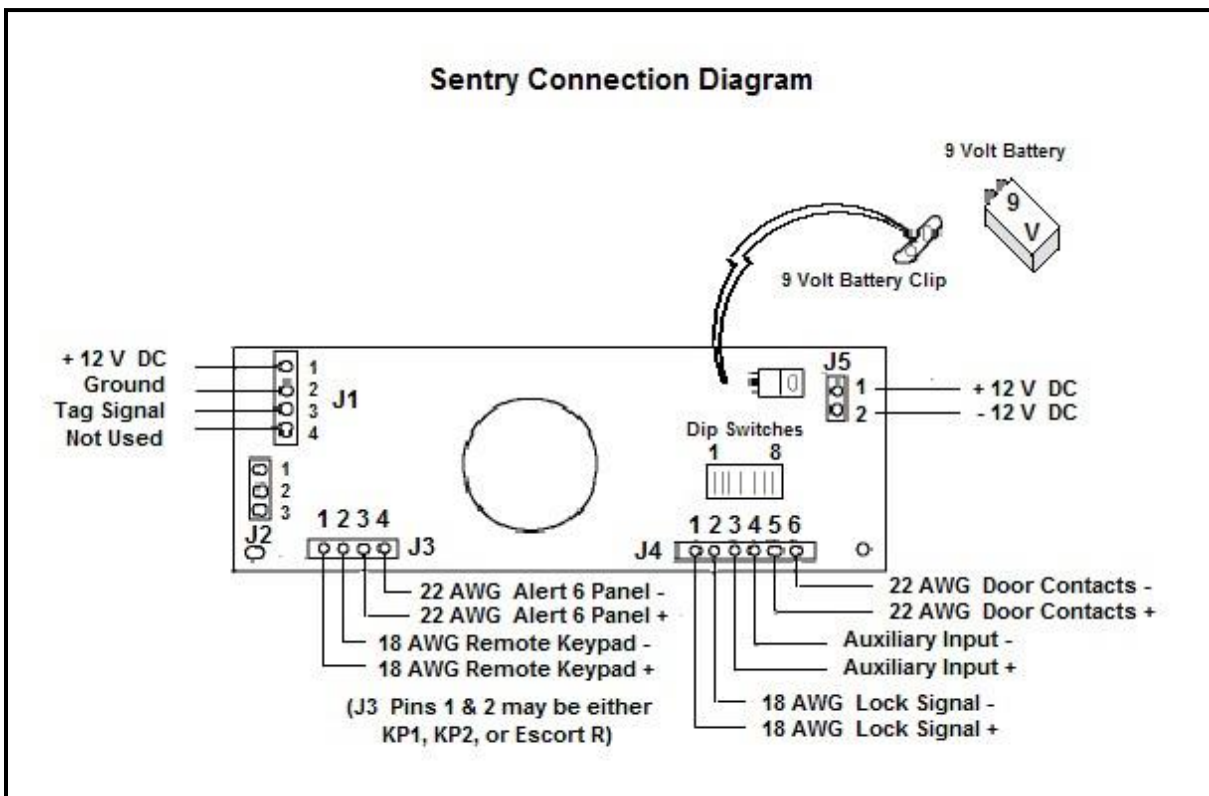 Sentry Connection Diagram
9 Volt Battery
9
V
9 Volt Battery Clip
+ 12 V DC
Ground
Tag Signal
Not Used
1
2
3
4
J1
J5
1
2
+ 12 V DC
- 12 V DC
Dip Switches
1 8
1
2
3
J2
1 2 3 4
J3
J4
1 2 3 4 5 6
22 AWG Alert 6 Panel -
22 AWG Alert 6 Panel +
18 AWG Remote Keypad -
18 AWG Remote Keypad +
(J3 Pins 1 & 2 may be either
KP1, KP2, or Escort R)
22 AWG Door Contacts -
22 AWG Door Contacts +
Auxiliary Input -
Auxiliary Input +
18 AWG Lock Signal -
18 AWG Lock Signal +